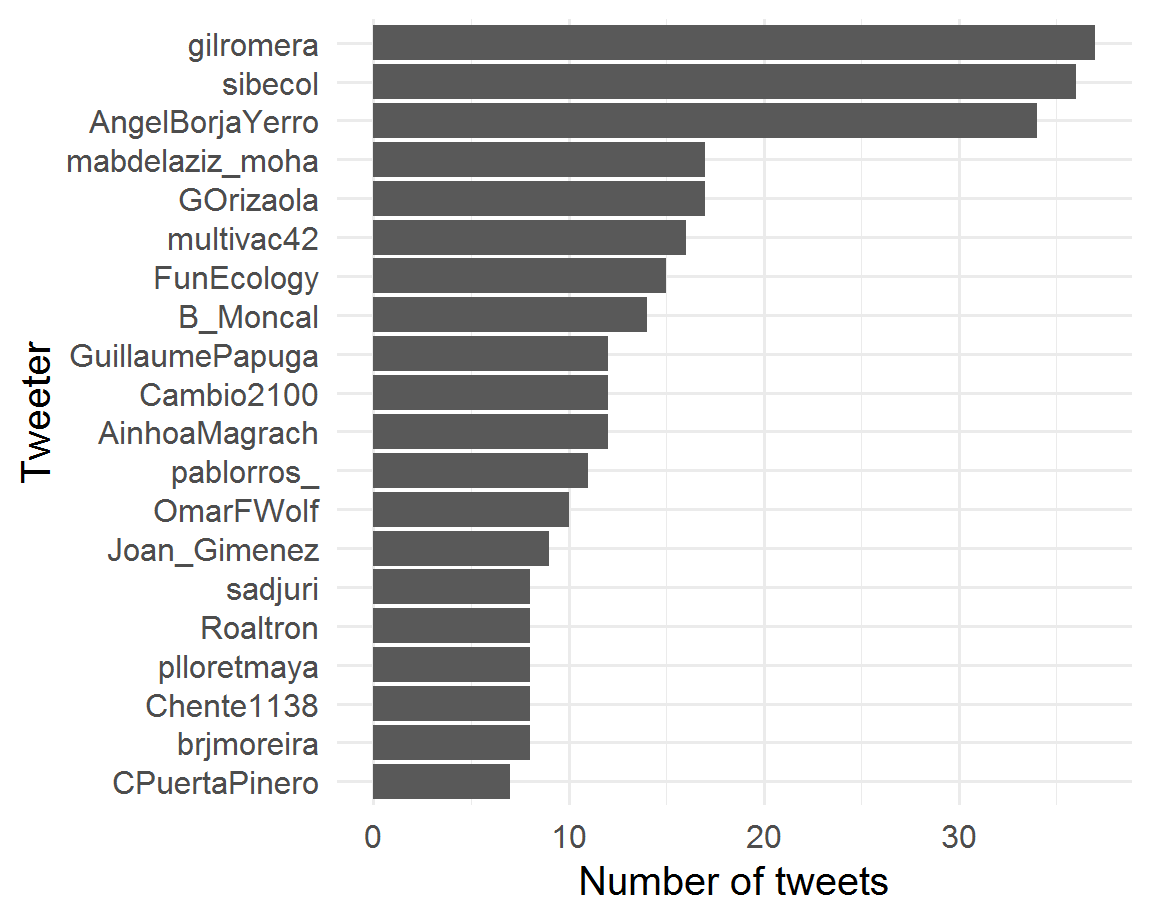 gilromera
sibecol
AngelBorjaYerro
mabdelaziz_moha
GOrizaola
multivac42
FunEcology
B_Moncal
GuillaumePapuga
Cambio2100
AinhoaMagrach
pablorros_
OmarFWolf
Joan_Gimenez
sadjuri
Roaltron
plloretmaya
Chente1138
brjmoreira
CPuertaPinero
Tweeter
0 10 20 30
Number of tweets